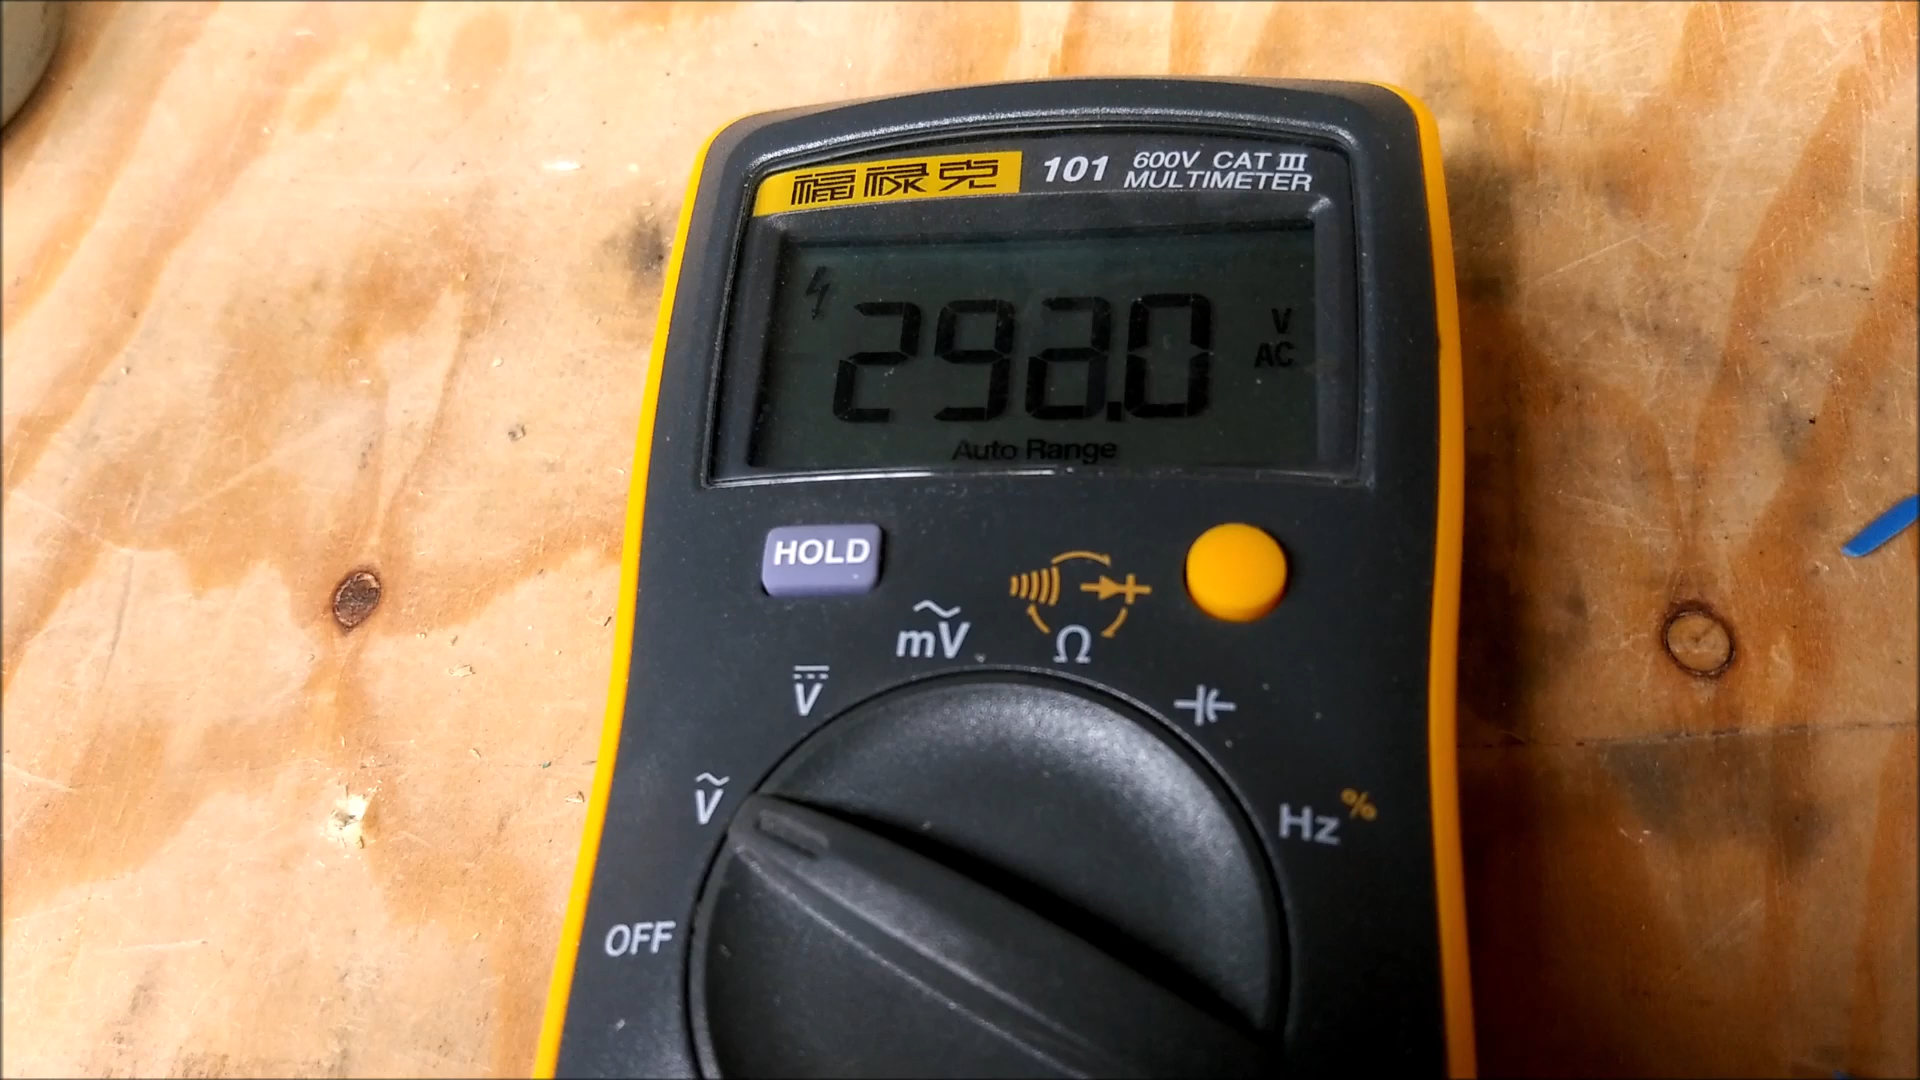 福禄克 101 600V CAT III
MULTIMETER
298.0 V
AC
Auto Range
HOLD
mV
Ω
V
V
Hz %
OFF